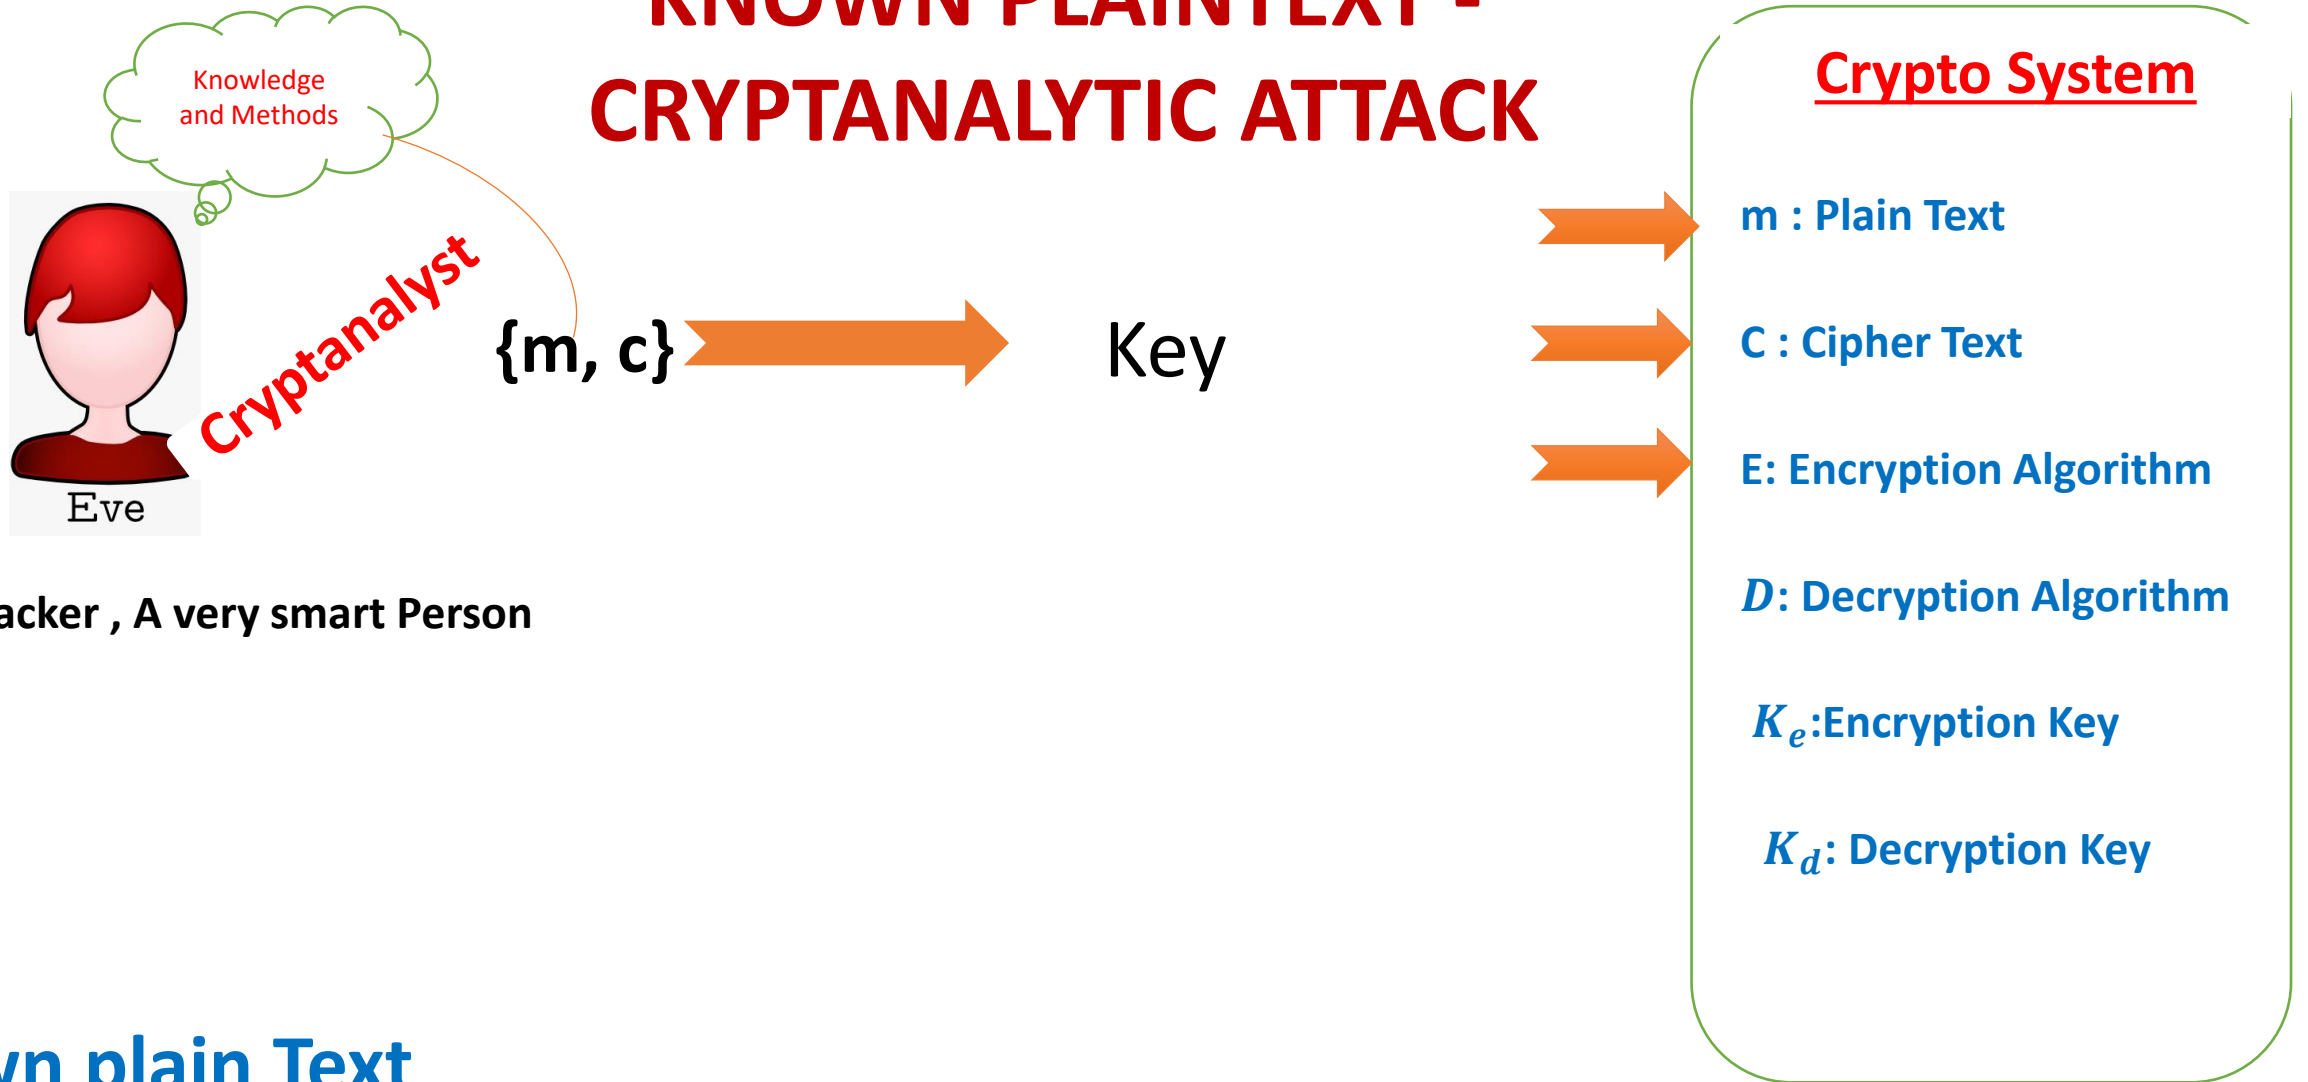 KNOWN PLAINTEXT -
CRYPTANALYTIC ATTACK
Knowledge
and Methods
Cryptanalyst
Eve
{m, c}
Key
acker , A very smart Person
wn plain Text
Crypto System
m : Plain Text
C : Cipher Text
E: Encryption Algorithm
D: Decryption Algorithm
Kₑ:Encryption Key
K_d: Decryption Key